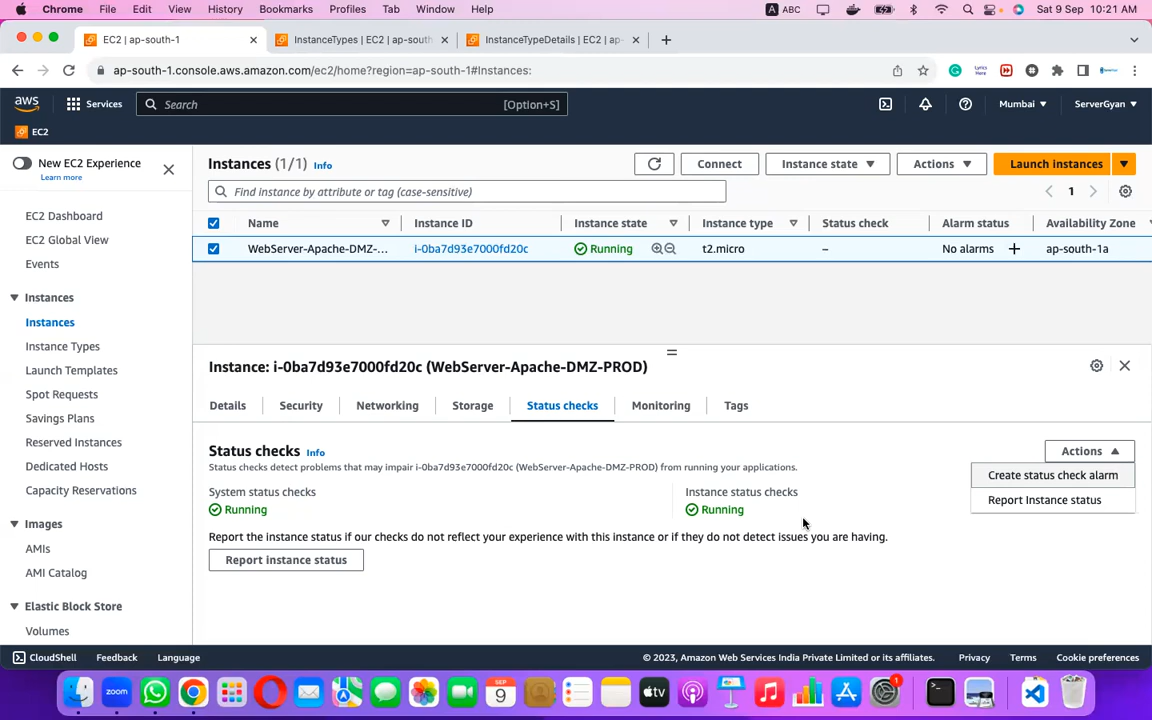 Chrome File Edit View History Bookmarks Profiles Tab Window Help A ABC Sat 9 Sep 10:21 AM
EC2 | ap-south-1 InstanceTypes | EC2 | ap-sout InstanceTypeDetails | EC2 | ap-
ap-south-1.console.aws.amazon.com/ec2/home?region=ap-south-1#Instances:
aws Services Search [Option+S] Mumbai ServerGyan
EC2
New EC2 Experience
Learn more
EC2 Dashboard
EC2 Global View
Events
Instances
Instances
Instance Types
Launch Templates
Spot Requests
Savings Plans
Reserved Instances
Dedicated Hosts
Capacity Reservations
Images
AMIs
AMI Catalog
Elastic Block Store
Volumes
Instances (1/1) Info Connect Instance state Actions Launch instances
Find instance by attribute or tag (case-sensitive) 1
Name Instance ID Instance state Instance type Status check Alarm status Availability Zone
WebServer-Apache-DMZ-... i-0ba7d93e7000fd20c Running t2.micro – No alarms + ap-south-1a
Instance: i-0ba7d93e7000fd20c (WebServer-Apache-DMZ-PROD)
Details Security Networking Storage Status checks Monitoring Tags
Status checks Info Actions
Status checks detect problems that may impair i-0ba7d93e7000fd20c (WebServer-Apache-DMZ-PROD) from running your applications.
Create status check alarm
Report Instance status
System status checks Instance status checks
Running Running
Report the instance status if our checks do not reflect your experience with this instance or if they do not detect issues you are having.
Report instance status
CloudShell Feedback Language © 2023, Amazon Web Services India Private Limited or its affiliates. Privacy Terms Cookie preferences
zoom SEP 9 tv 1